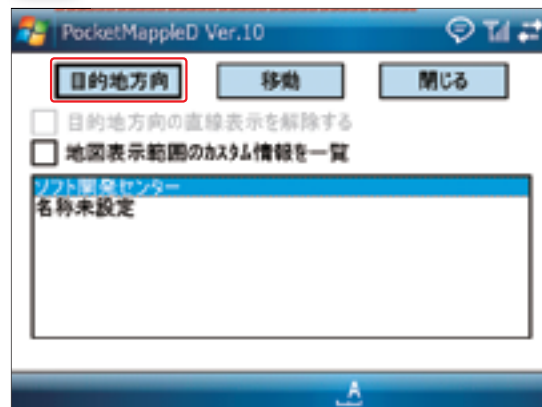 PocketMappleD Ver.10
目的地方向 移動 閉じる
目的地方向の直線表示を解除する
地図表示範囲のカスタム情報を一覧
ソフト開発センター
名称未設定
A